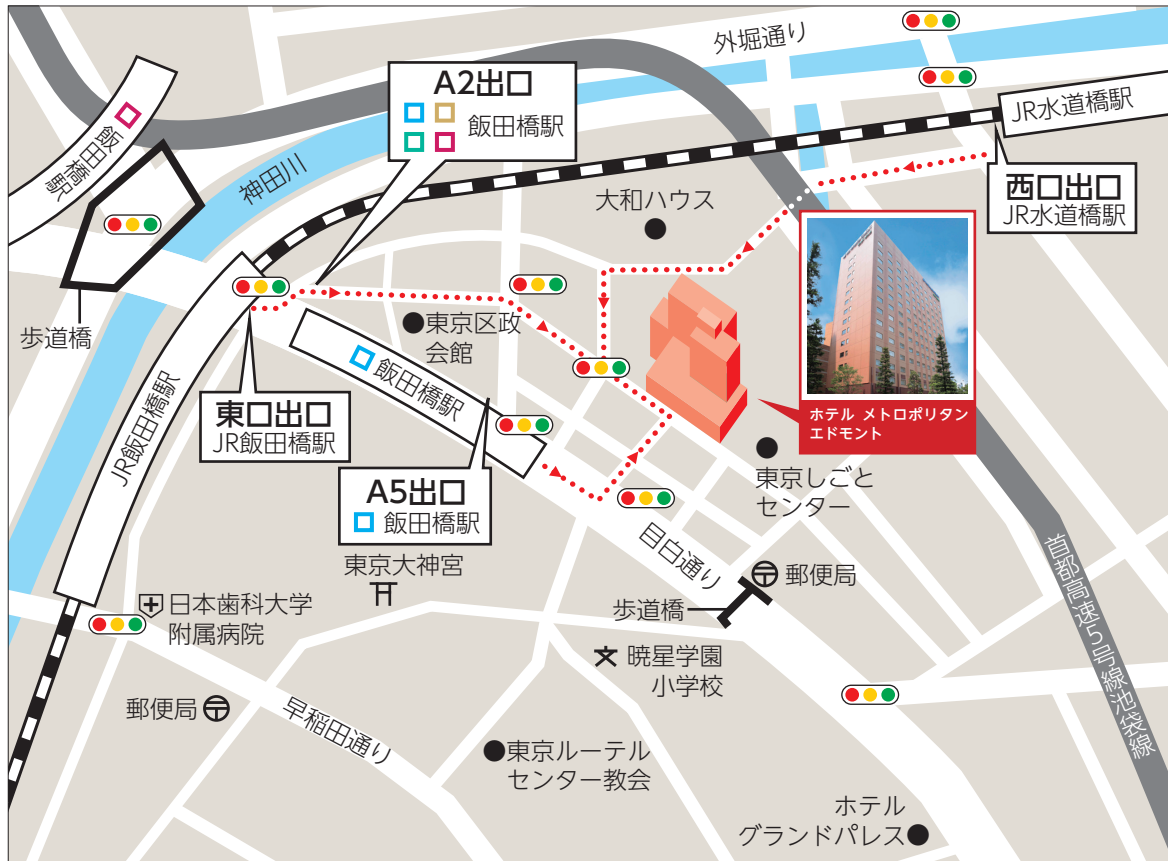 外堀通り
A2出口
飯田橋駅
飯田橋駅
神田川
JR水道橋駅
西口出口
JR水道橋駅
大和ハウス
歩道橋
東京区政
会館
飯田橋駅
東口出口
JR飯田橋駅
JR飯田橋駅
ホテル メトロポリタン
エドモント
A5出口
飯田橋駅
東京しごと
センター
目白通り
東京大神宮
郵便局
歩道橋
日本歯科大学
附属病院
暁星学園
小学校
首都高速5号線池袋線
郵便局
早稲田通り
東京ルーテル
センター教会
ホテル
グランドパレス